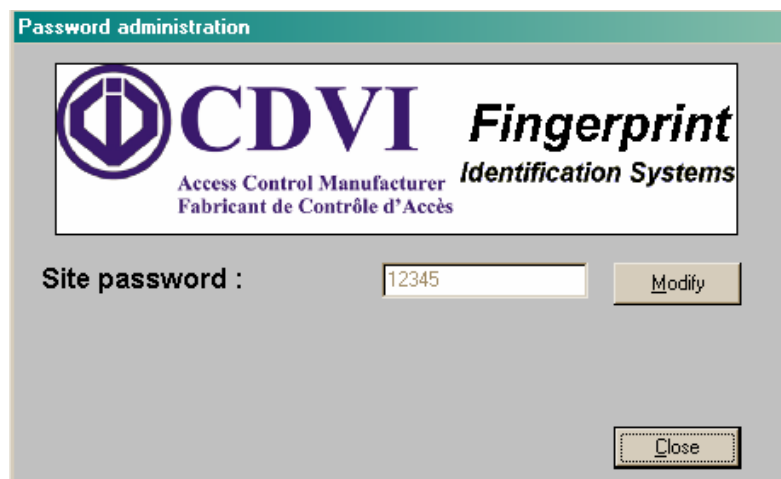 Password administration
CDVI
Access Control Manufacturer
Fabricant de Contrôle d'Accès
Fingerprint
Identification Systems
Site password :
12345
Modify
Close